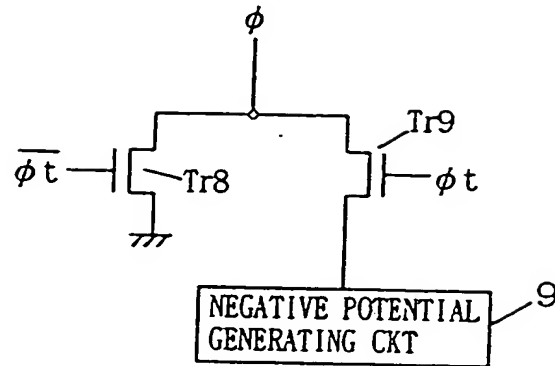 φ
Tr9
φt
Tr8
φt
9
NEGATIVE POTENTIAL
GENERATING CKT